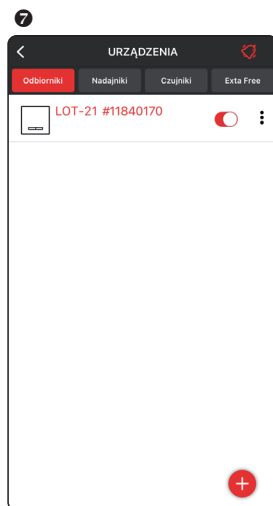 7
URZĄDZENIA
Odbiorniki Nadajniki Czujniki Exta Free
LOT-21 #11840170